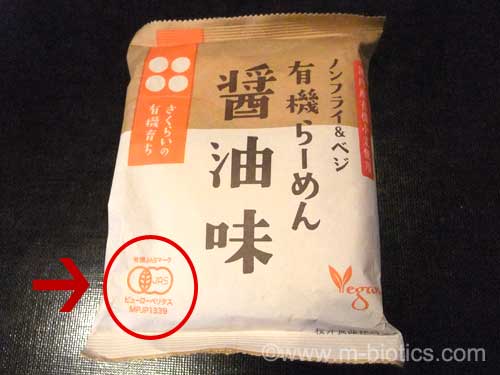 ノンフライ&ベジ
有機らーめん
醤油味
さくらいの
有機育ち
有機JASマーク
JAS
ビューローベリタス
MPJP1339
Vegan
©www.m-biotics.com